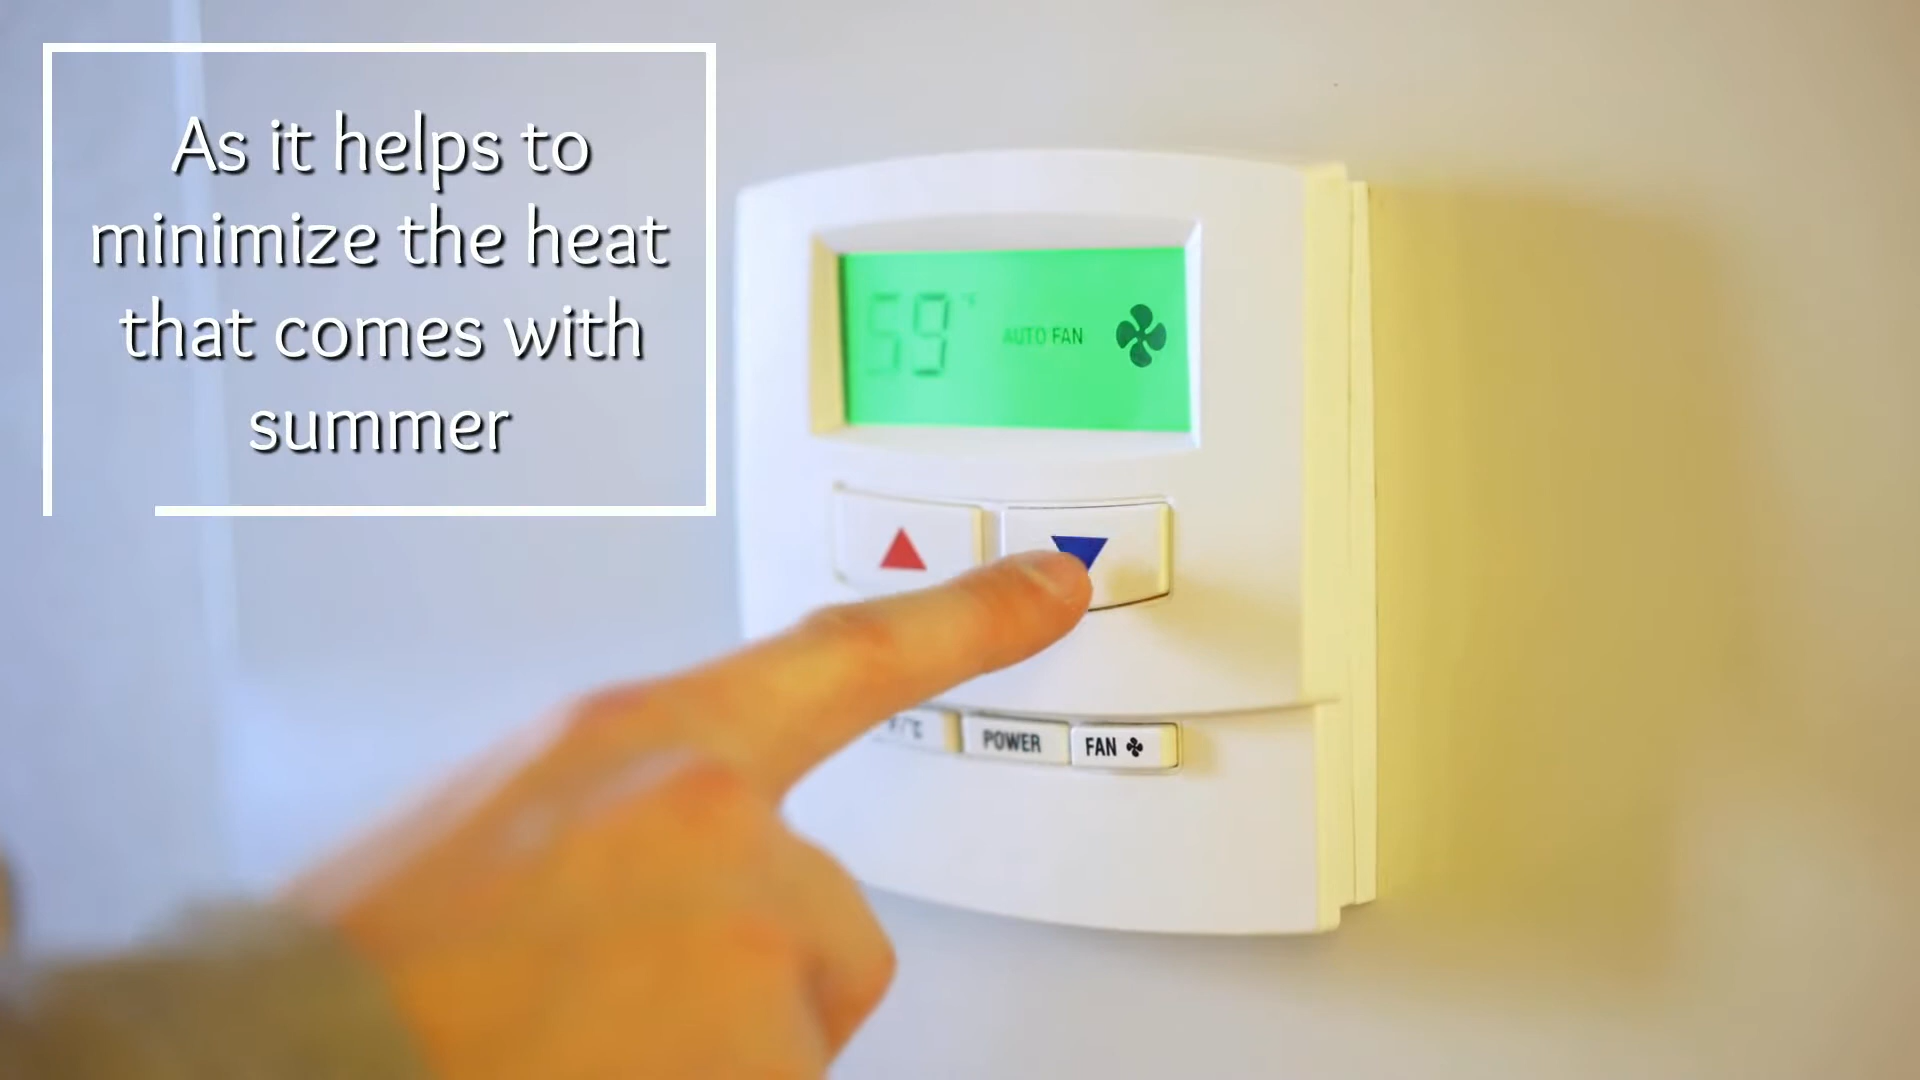 As it helps to
minimize the heat
that comes with
summer
59 °F AUTO FAN
POWER
FAN